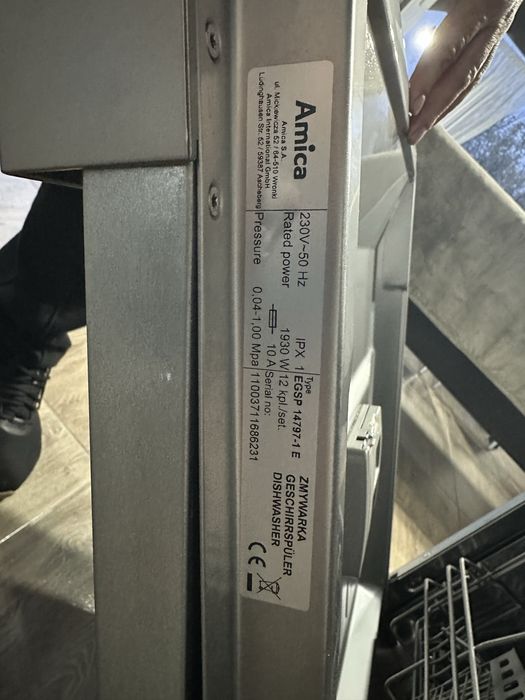 Amica
Amica S.A.
ul. Mickiewicza 52 / 64-510 Wronki
Amica International GmbH
Lüdinghausen Str. 52 / 59387 Ascheberg
230V~50 Hz IPX 1
Rated power 1930 W
10 A
Pressure 0,04-1,00 Mpa
Type
EGSP 14797-1 E
12 kpl./set.
Serial no:
11003711686231
ZMYWARKA
GESCHIRRSPÜLER
DISHWASHER
CE